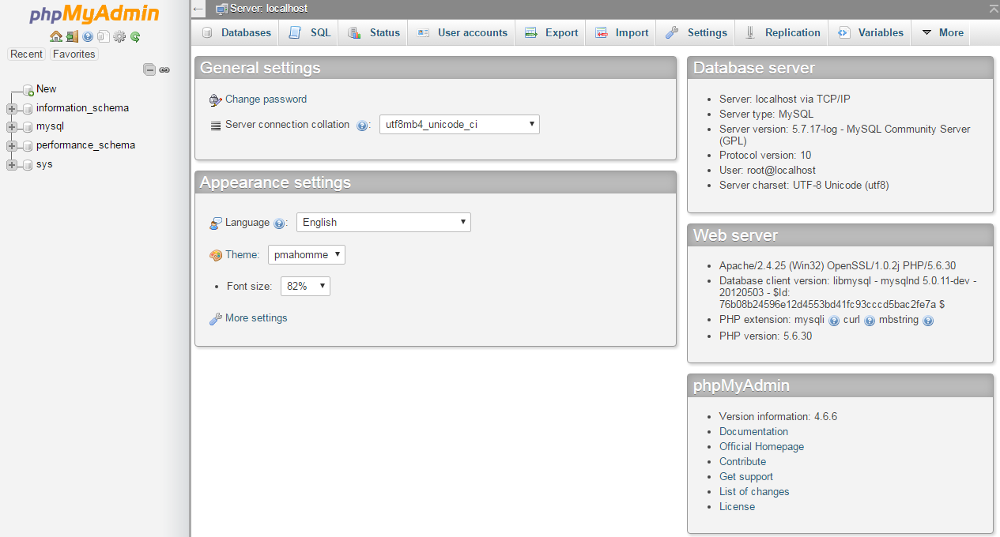 phpMyAdmin
Recent Favorites
New
information_schema
mysql
performance_schema
sys
Server: localhost
Databases SQL Status User accounts Export Import Settings Replication Variables More
General settings
Change password
Server connection collation : utf8mb4_unicode_ci
Appearance settings
Language : English
Theme: pmahomme
Font size: 82%
More settings
Database server
Server: localhost via TCP/IP
Server type: MySQL
Server version: 5.7.17-log - MySQL Community Server
(GPL)
Protocol version: 10
User: root@localhost
Server charset: UTF-8 Unicode (utf8)
Web server
Apache/2.4.25 (Win32) OpenSSL/1.0.2j PHP/5.6.30
Database client version: libmysql - mysqlnd 5.0.11-dev -
20120503 - $Id:
76b08b24596e12d4553bd41fc93cccd5bac2fe7a $
PHP extension: mysqli curl mbstring
PHP version: 5.6.30
phpMyAdmin
Version information: 4.6.6
Documentation
Official Homepage
Contribute
Get support
List of changes
License